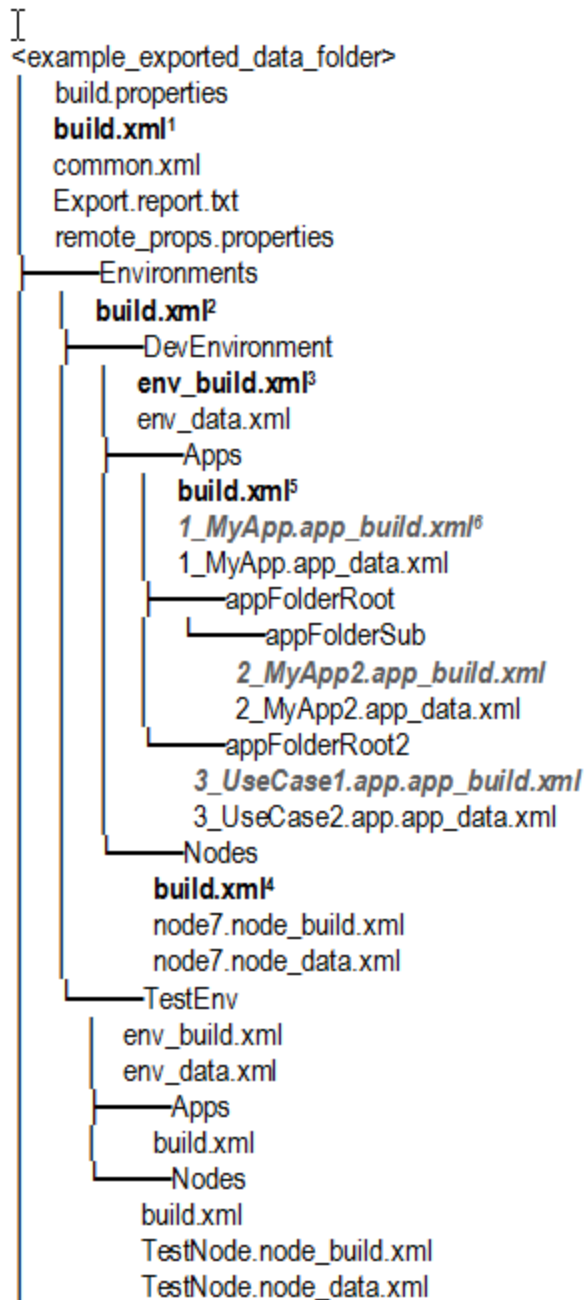 <example_exported_data_folder>
build.properties
build.xml¹
common.xml
Export.report.txt
remote_props.properties
Environments
build.xml²
DevEnvironment
env_build.xml³
env_data.xml
Apps
build.xml⁵
1_MyApp.app_build.xml⁶
1_MyApp.app_data.xml
appFolderRoot
appFolderSub
2_MyApp2.app_build.xml
2_MyApp2.app_data.xml
appFolderRoot2
3_UseCase1.app.app_build.xml
3_UseCase2.app.app_data.xml
Nodes
build.xml⁴
node7.node_build.xml
node7.node_data.xml
TestEnv
env_build.xml
env_data.xml
Apps
build.xml
Nodes
build.xml
TestNode.node_build.xml
TestNode.node_data.xml